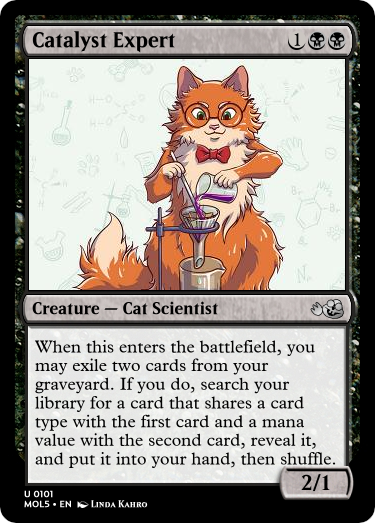 Catalyst Expert 1
Creature — Cat Scientist
When this enters the battlefield, you
may exile two cards from your
graveyard. If you do, search your
library for a card that shares a card
type with the first card and a mana
value with the second card, reveal it,
and put it into your hand, then shuffle.
2/1
U 0101
MOL5 • EN Linda Kahro